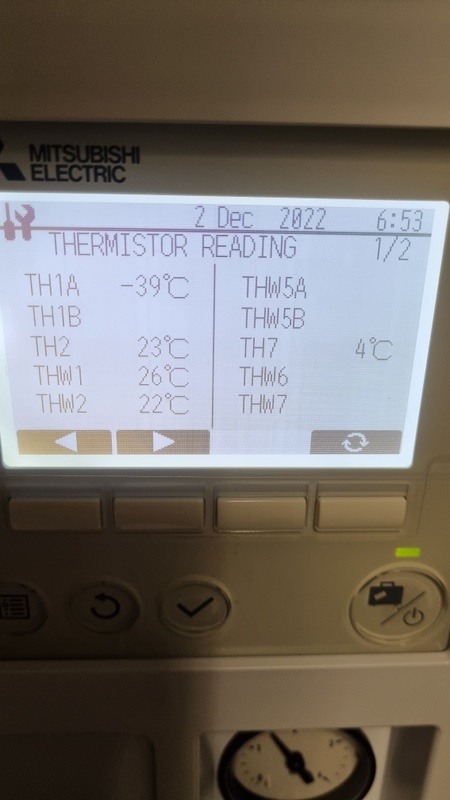 MITSUBISHI
ELECTRIC
2 Dec 2022 6:53
THERMISTOR READING 1/2
TH1A -39℃ THW5A
TH1B THW5B
TH2 23℃ TH7 4℃
THW1 26℃ THW6
THW2 22℃ THW7